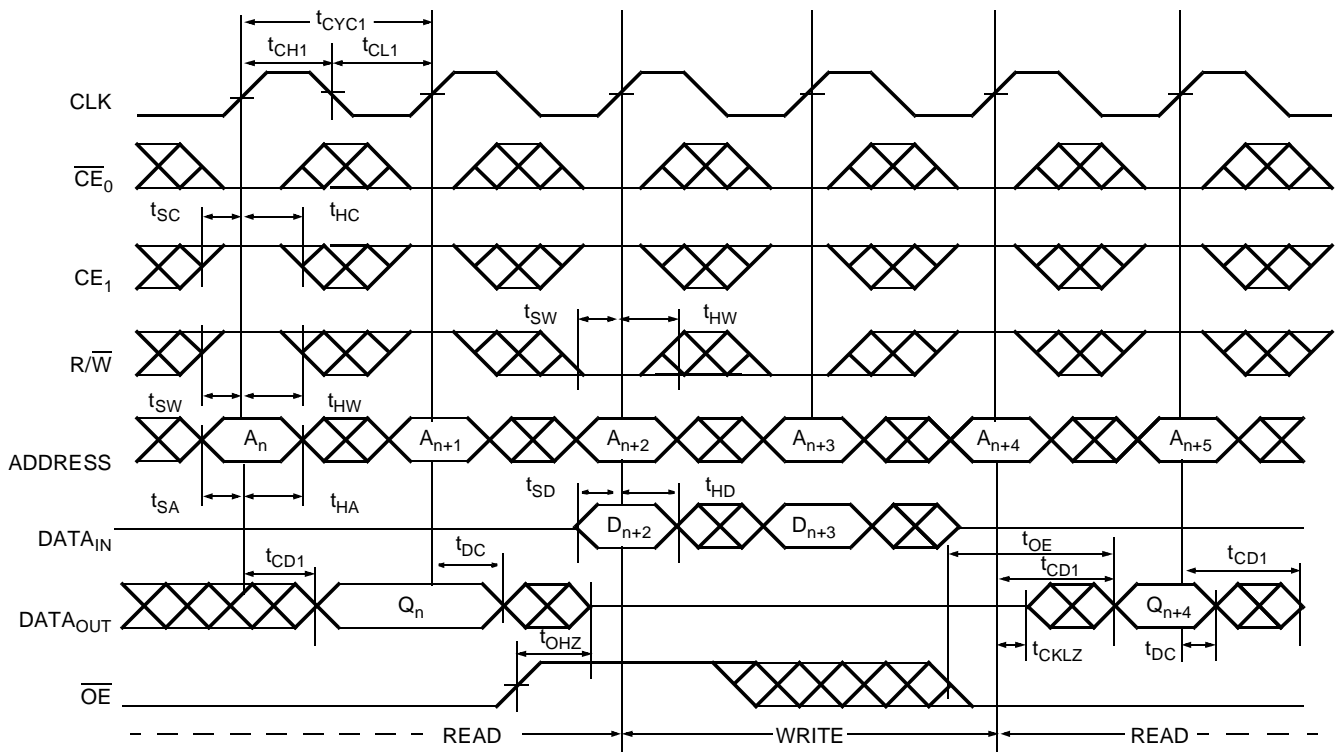 tCYC1
tCH1 tCL1
CLK
CE0
tSC tHC
CE1
tSW tHW
R/W
tSW tHW
An An+1 An+2 An+3 An+4 An+5
ADDRESS
tSA tHA tSD tHD
DATAIN Dn+2 Dn+3
tCD1 tDC tOE tCD1 tCD1
DATAOUT Qn Qn+4
tOHZ tCKLZ tDC
OE
READ WRITE READ